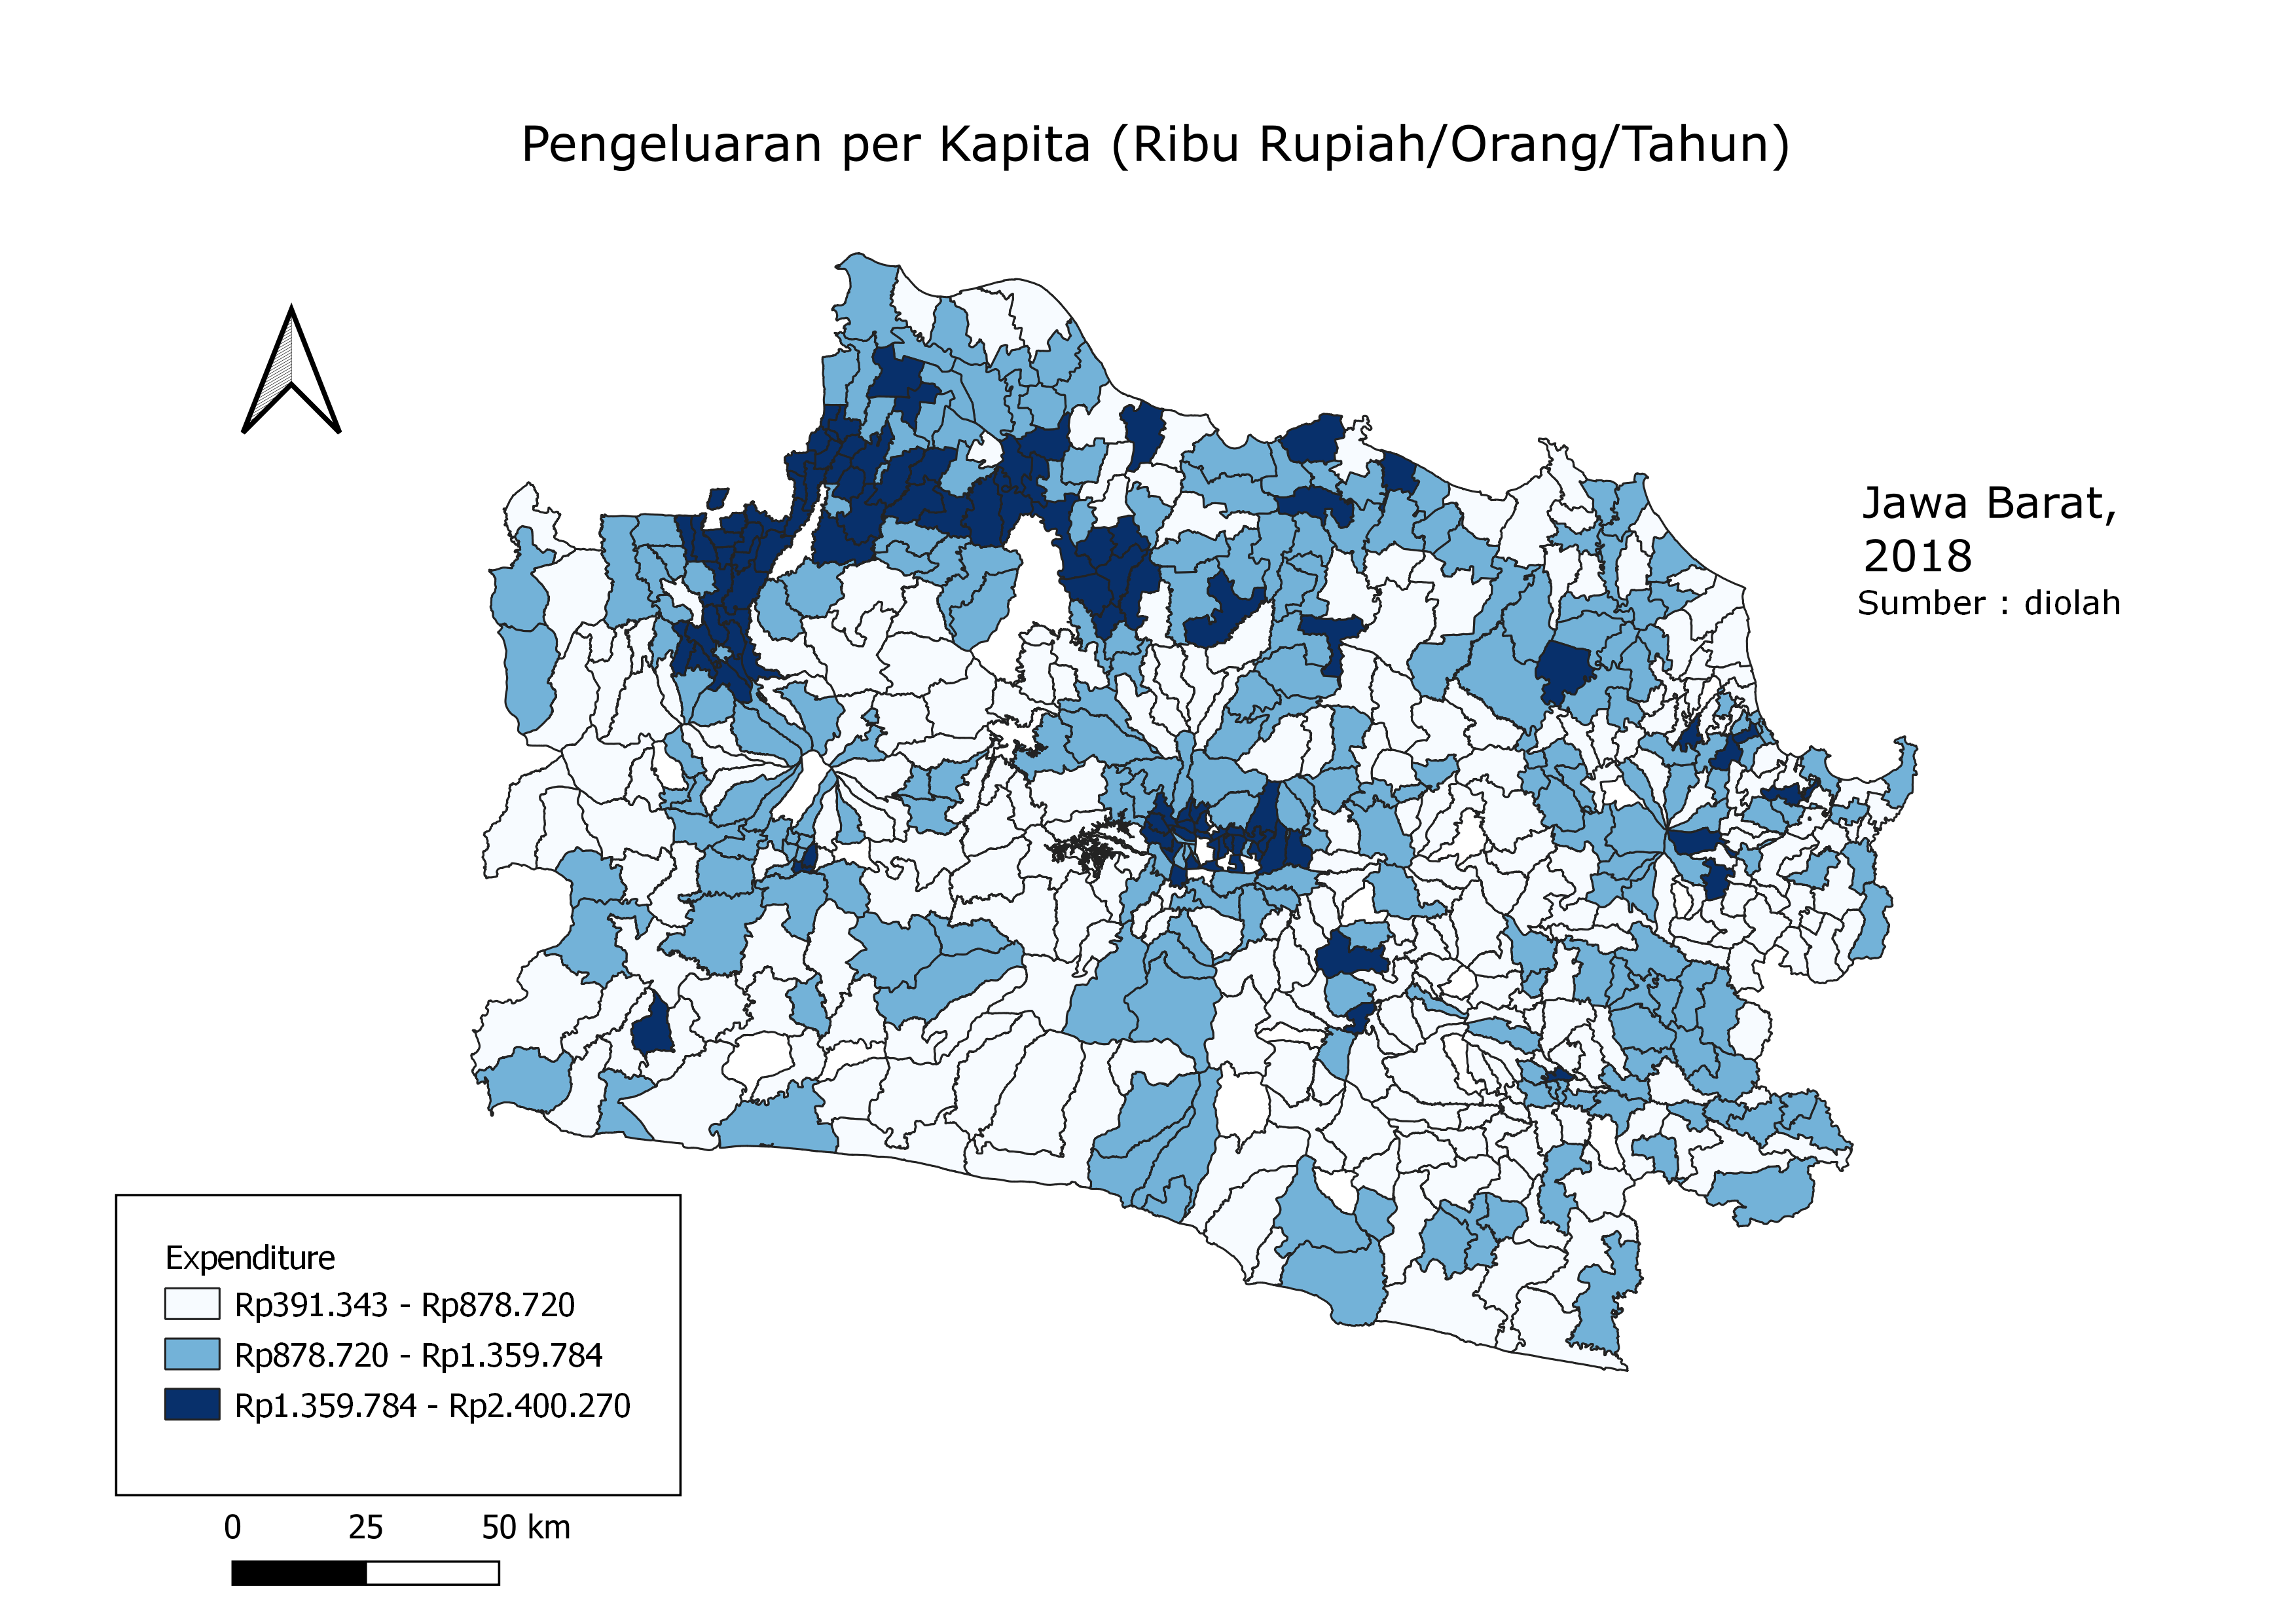 Pengeluaran per Kapita (Ribu Rupiah/Orang/Tahun)
Jawa Barat,
2018
Sumber : diolah
Expenditure
Rp391.343 - Rp878.720
Rp878.720 - Rp1.359.784
Rp1.359.784 - Rp2.400.270
0 25 50 km